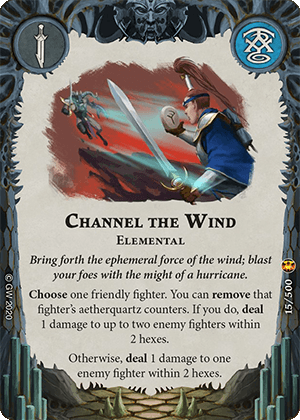 CHANNEL THE WIND
ELEMENTAL
Bring forth the ephemeral force of the wind; blast
your foes with the might of a hurricane.
Choose one friendly fighter. You can remove that
fighter's aetherquartz counters. If you do, deal
1 damage to up to two enemy fighters within
2 hexes.
Otherwise, deal 1 damage to one
enemy fighter within 2 hexes.
© GW 2020
15/500